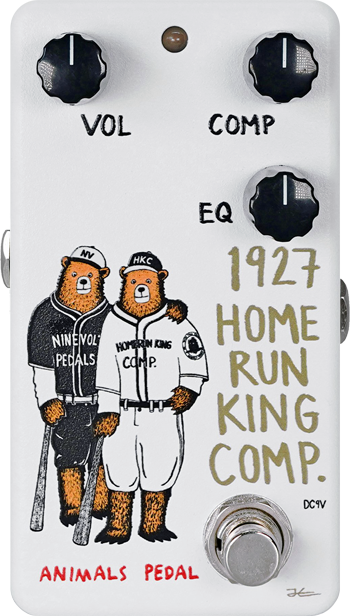 VOL COMP
EQ
1927
HOME
RUN
KING
COMP.
NV
HKC
NINEVOLT
PEDALS
HOMERUN KING
COMP.
DC9V
ANIMALS PEDAL